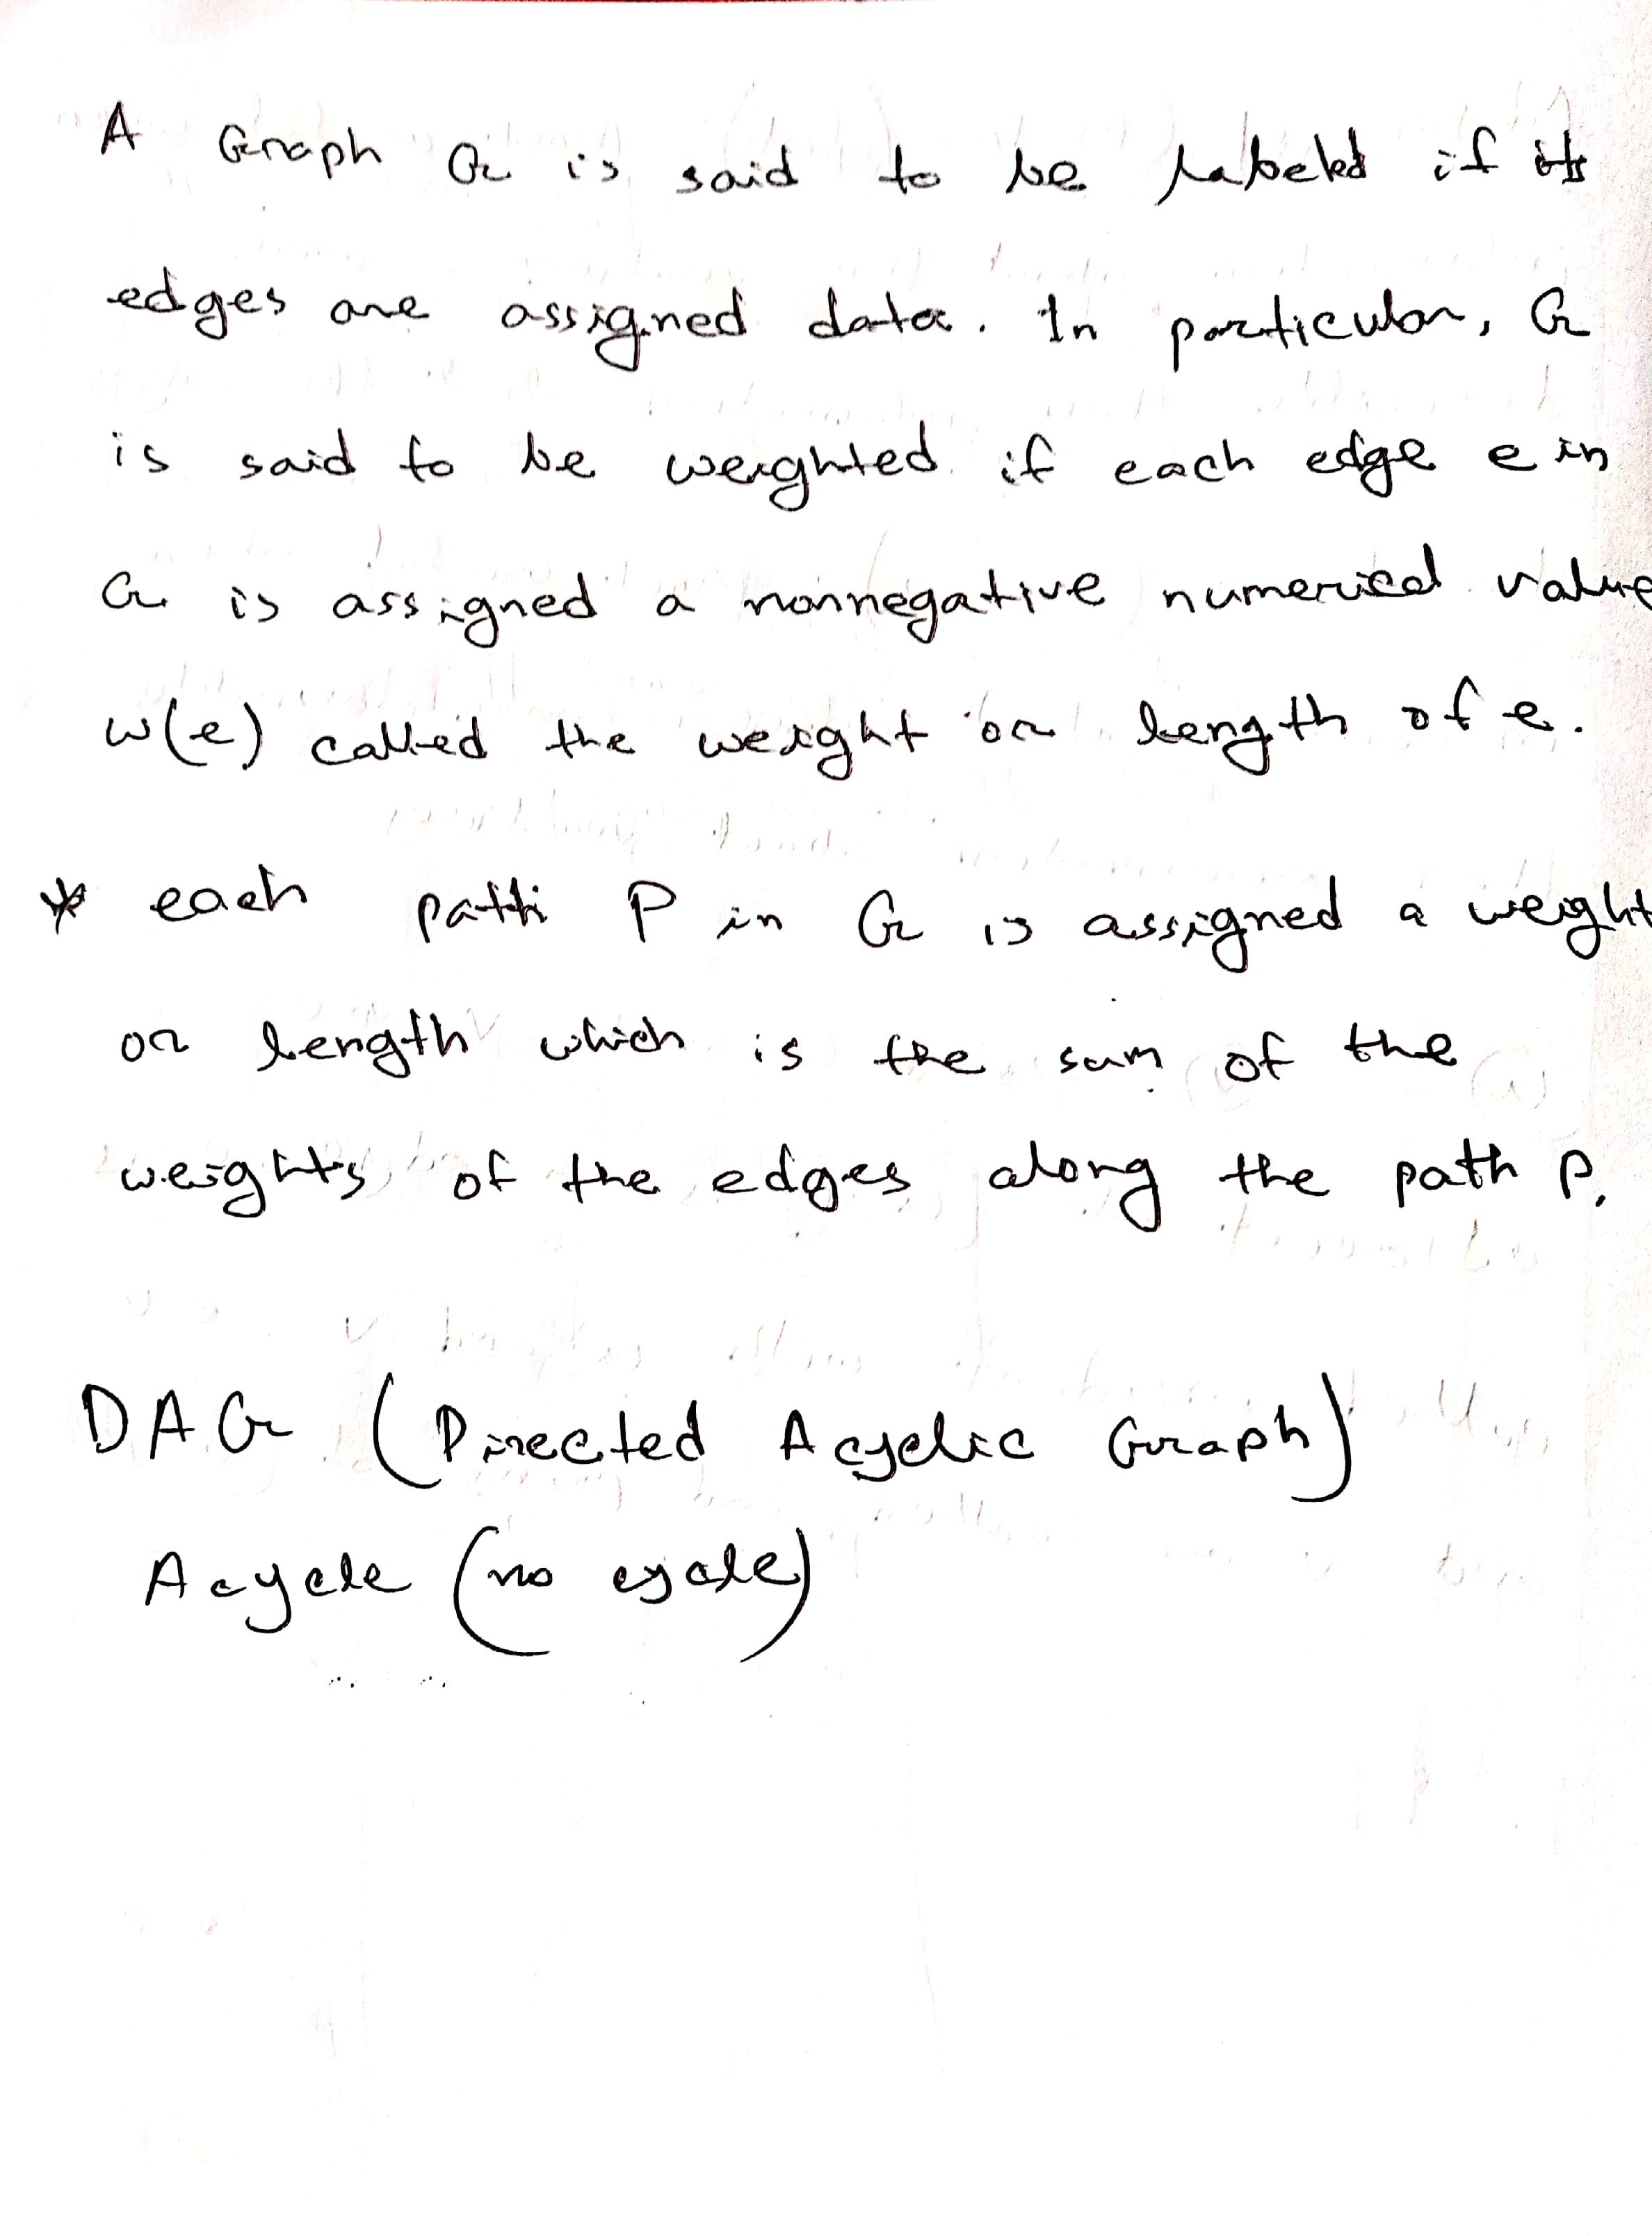 A Graph G is said to be labeled if its
edges are assigned data. In particular, G
is said to be weighted if each edge e in
G is assigned a nonnegative numerical value
w(e) called the weight or length of e.
* each path P in G is assigned a weight
or length which is the sum of the
weights of the edges along the path P.
DAG (Directed Acyclic Graph)
Acycle (no cycle)